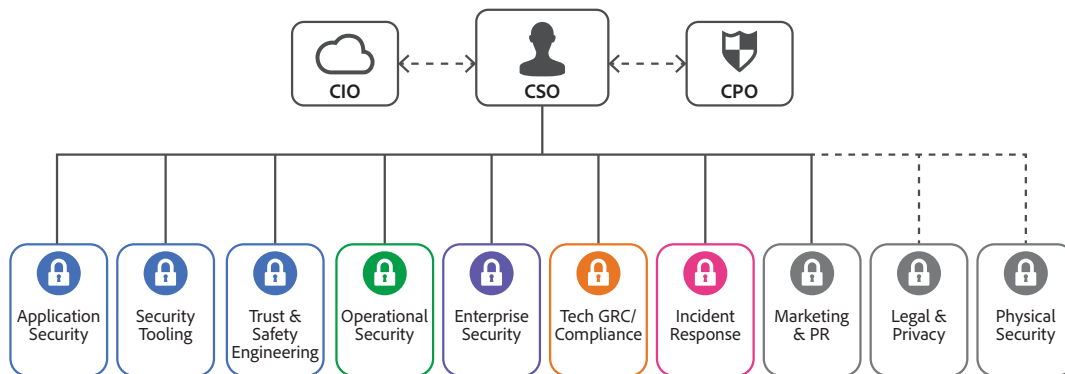 CIO
CSO
CPO
Application
Security
Security
Tooling
Trust &
Safety
Engineering
Operational
Security
Enterprise
Security
Tech GRC/
Compliance
Incident
Response
Marketing
& PR
Legal &
Privacy
Physical
Security